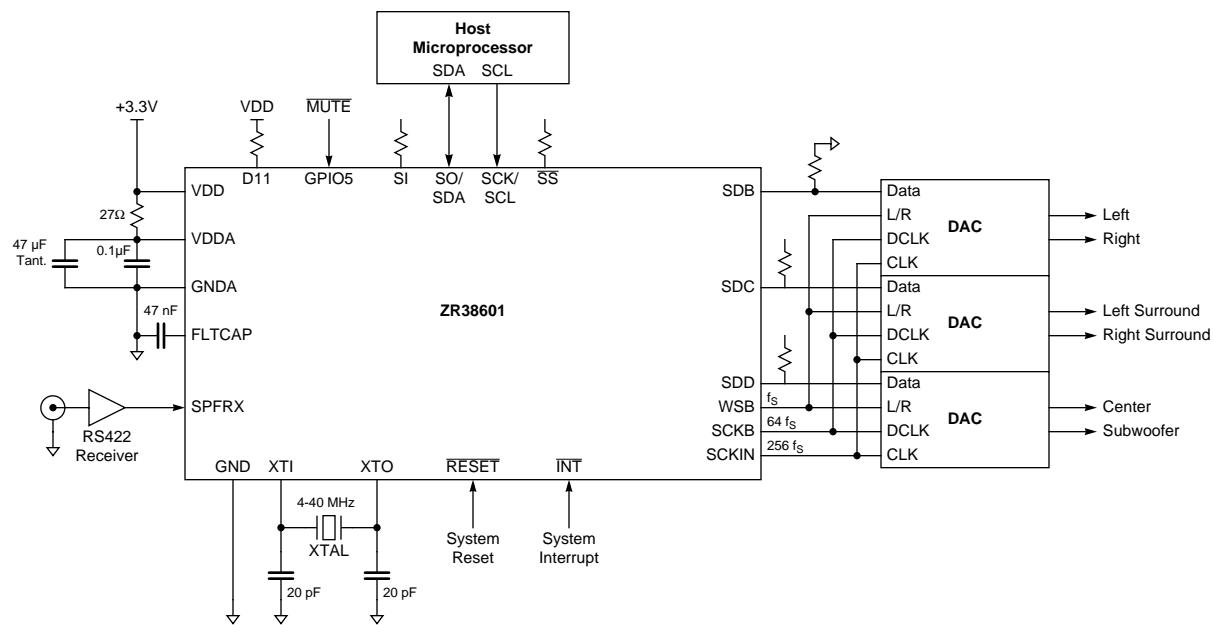 Host
Microprocessor
SDA SCL
+3.3V
VDD
MUTE
D11
GPIO5
SI
SO/
SDA
SCK/
SCL
SS
VDD
27Ω
VDDA
47 µF
Tant.
0.1µF
GNDA
47 nF
FLTCAP
SPFRX
RS422
Receiver
ZR38601
SDB
SDC
SDD
WSB
fS
SCKB
64 fS
SCKIN
256 fS
Data
L/R
DCLK
CLK
DAC
Left
Right
Data
L/R
DCLK
CLK
DAC
Left Surround
Right Surround
Data
L/R
DCLK
CLK
DAC
Center
Subwoofer
GND
XTI
XTO
RESET
INT
4-40 MHz
XTAL
System
Reset
System
Interrupt
20 pF
20 pF